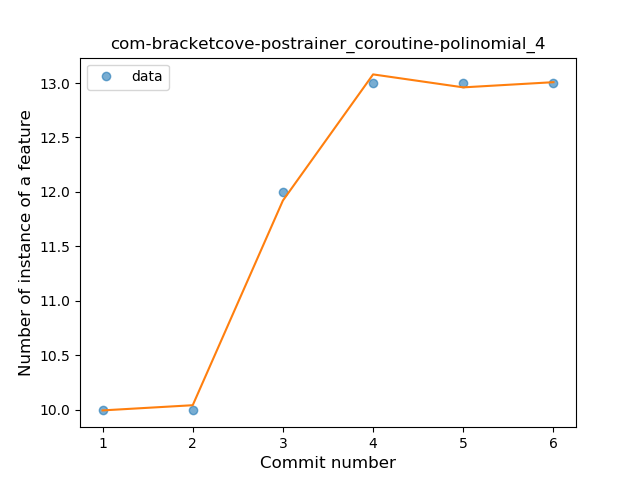 com-bracketcove-postrainer_coroutine-polinomial_4
data
Number of instance of a feature
13.0
12.5
12.0
11.5
11.0
10.5
10.0
1 2 3 4 5 6
Commit number